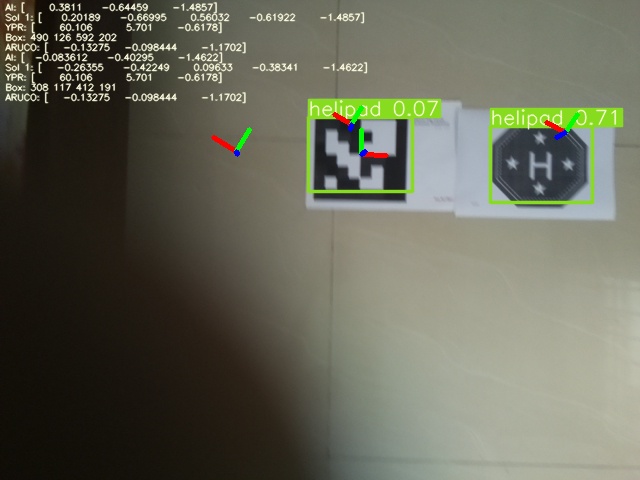 AI: [ 0.3811 -0.64459 -1.4857]
Sol 1: [ 0.20189 -0.66995 0.56032 -0.61922 -1.4857]
YPR: [ 60.106 5.701 -0.6178]
Box: 490 126 592 202
ARUCO: [ -0.13275 -0.098444 -1.1702]
AI: [ -0.083612 -0.40295 -1.4622]
Sol 1: [ -0.26355 -0.42249 0.09633 -0.38341 -1.4622]
YPR: [ 60.106 5.701 -0.6178]
Box: 308 117 412 191
ARUCO: [ -0.13275 -0.098444 -1.1702]
helipad 0.07
helipad 0.71
H